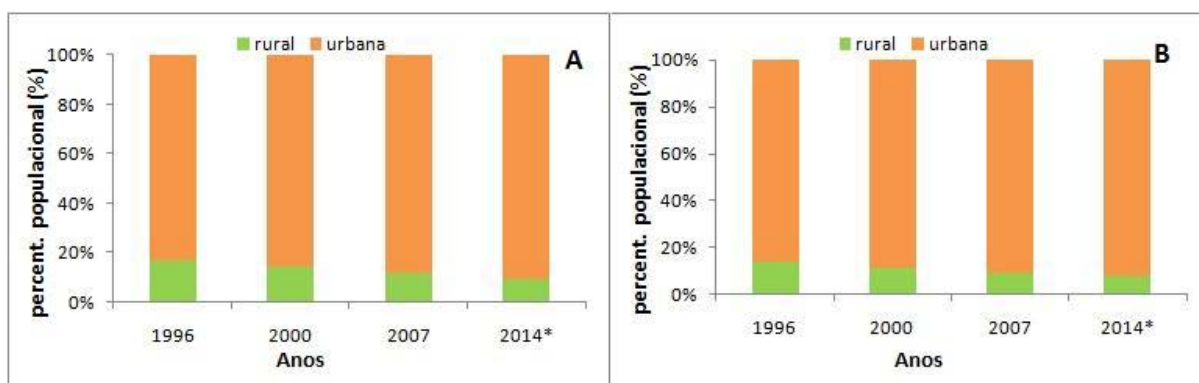 rural urbana
A
100%
80%
60%
40%
20%
0%
percent. populacional (%)
1996 2000 2007 2014*
Anos
rural urbana
B
100%
80%
60%
40%
20%
0%
percent. populacional (%)
1996 2000 2007 2014*
Anos